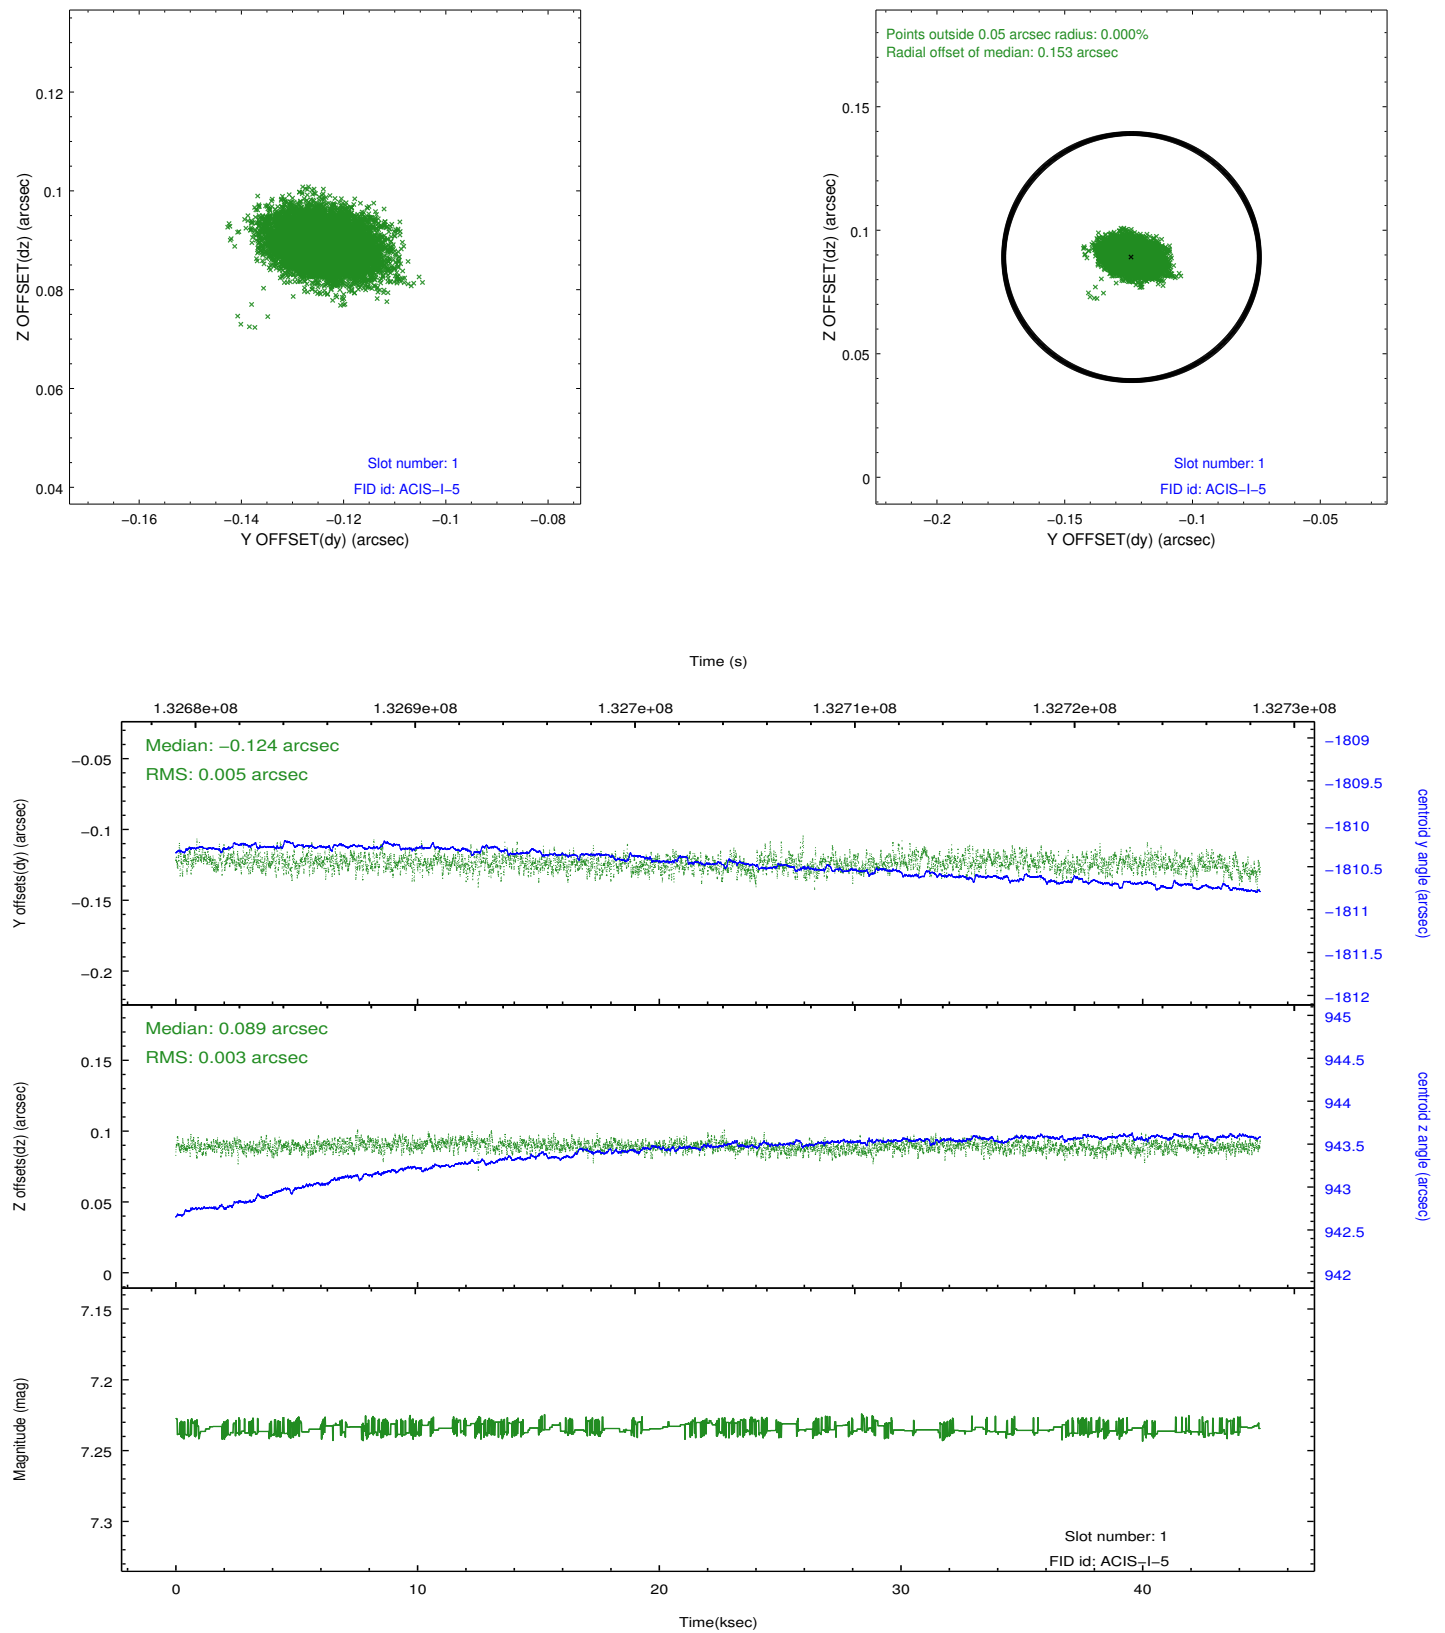 0.12
0.1
0.08
0.06
0.04
Z OFFSET(dz) (arcsec)
Slot number: 1
FID id: ACIS−I−5
−0.16
−0.14
−0.12
−0.1
−0.08
Y OFFSET(dy) (arcsec)
Points outside 0.05 arcsec radius: 0.000%
Radial offset of median: 0.153 arcsec
0.15
0.1
0.05
0
Z OFFSET(dz) (arcsec)
Slot number: 1
FID id: ACIS−I−5
−0.2
−0.15
−0.1
−0.05
Y OFFSET(dy) (arcsec)
Time (s)
1.3268e+08
1.3269e+08
1.327e+08
1.3271e+08
1.3272e+08
1.3273e+08
Median: −0.124 arcsec
RMS: 0.005 arcsec
−0.05
−0.1
−0.15
−0.2
Y offsets(dy) (arcsec)
−1809
−1809.5
−1810
−1810.5
−1811
−1811.5
−1812
centroid y angle (arcsec)
Median: 0.089 arcsec
RMS: 0.003 arcsec
0.15
0.1
0.05
0
Z offsets(dz) (arcsec)
945
944.5
944
943.5
943
942.5
942
centroid z angle (arcsec)
7.15
7.2
7.25
7.3
Magnitude (mag)
Slot number: 1
FID id: ACIS−I−5
0
10
20
30
40
Time(ksec)